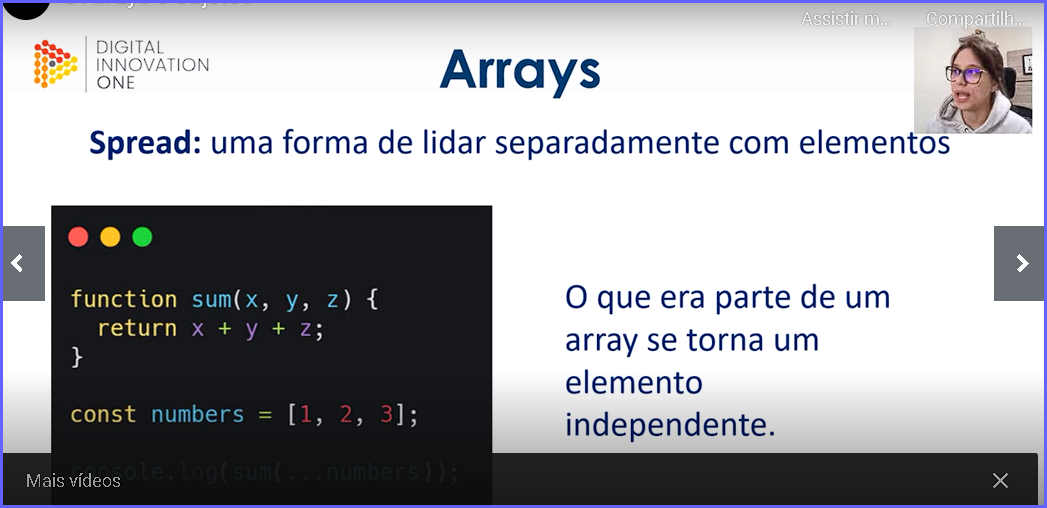 Assistir m...
Compartilh...
DIGITAL
INNOVATION
ONE
Arrays
Spread: uma forma de lidar separadamente com elementos
function sum(x, y, z) {
return x + y + z;
}
const numbers = [1, 2, 3];
console.log(sum(...numbers));
O que era parte de um
array se torna um
elemento
independente.
Mais vídeos